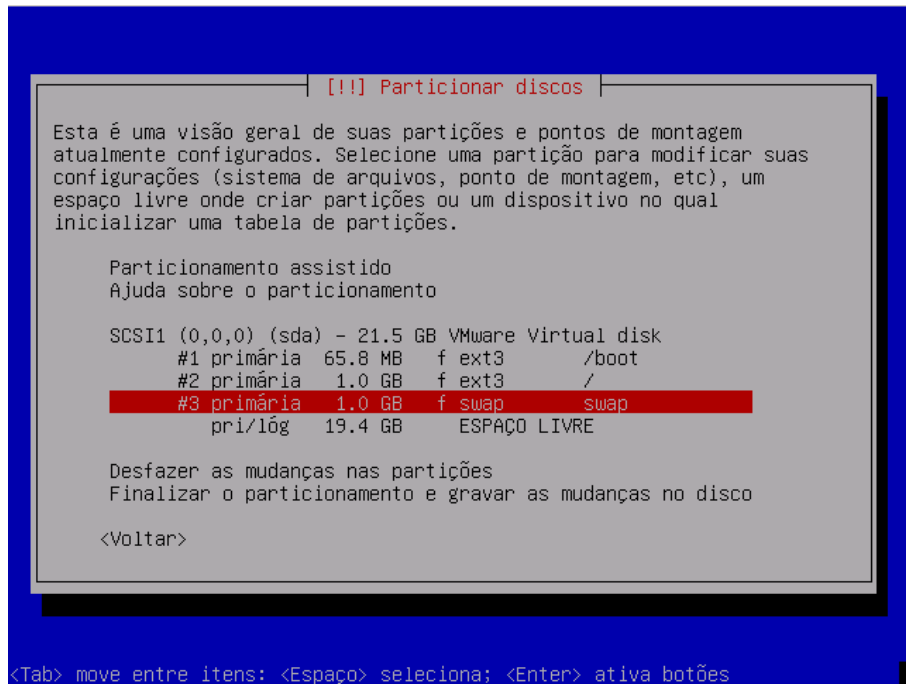 [!!] Particionar discos
Esta é uma visão geral de suas partições e pontos de montagem
atualmente configurados. Selecione uma partição para modificar suas
configurações (sistema de arquivos, ponto de montagem, etc), um
espaço livre onde criar partições ou um dispositivo no qual
inicializar uma tabela de partições.
Particionamento assistido
Ajuda sobre o particionamento
SCSI1 (0,0,0) (sda) - 21.5 GB VMware Virtual disk
#1 primária 65.8 MB f ext3 /boot
#2 primária 1.0 GB f ext3 /
#3 primária 1.0 GB f swap swap
pri/lóg 19.4 GB ESPAÇO LIVRE
Desfazer as mudanças nas partições
Finalizar o particionamento e gravar as mudanças no disco
<Voltar>
<Tab> move entre itens; <Espaço> seleciona; <Enter> ativa botões